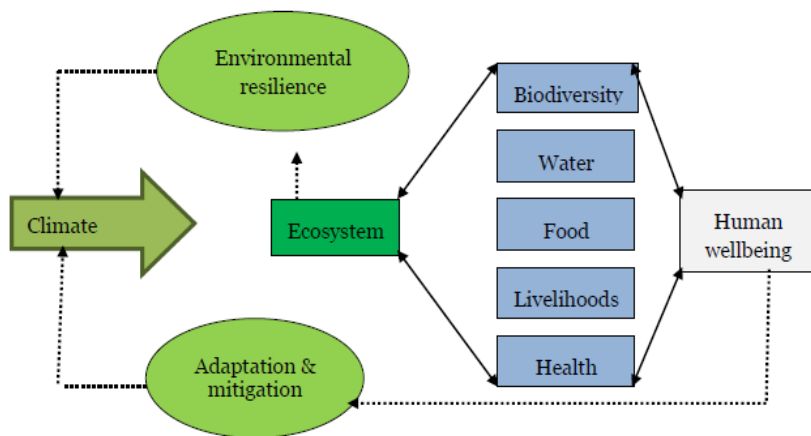 Environmental
resilience
Biodiversity
Water
Climate
Ecosystem
Food
Human
wellbeing
Livelihoods
Adaptation &
mitigation
Health